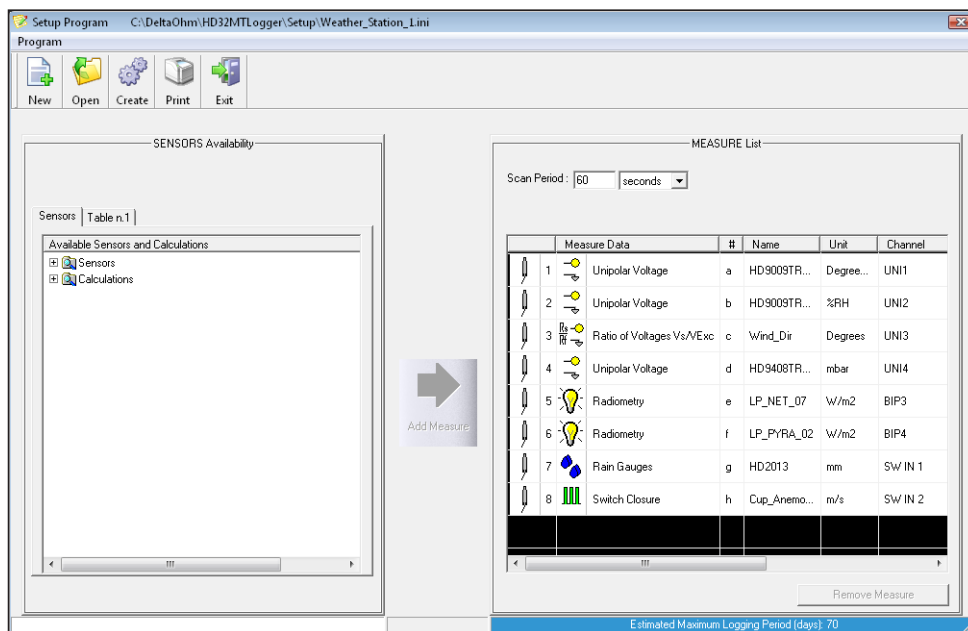 Setup Program C:\DeltaOhm\HD32MTLogger\Setup\Weather_Station_1.ini
Program
New Open Create Print Exit
SENSORS Availability
Sensors Table n.1
Available Sensors and Calculations
Sensors
Calculations
Add Measure
MEASURE List
Scan Period : 60 seconds
Measure Data # Name Unit Channel
1 Unipolar Voltage a HD9009TR... Degree... UNI1
2 Unipolar Voltage b HD9009TR... %RH UNI2
Rs
Rf
3 Ratio of Voltages Vs/VExc c Wind_Dir Degrees UNI3
4 Unipolar Voltage d HD9408TR... mbar UNI4
5 Radiometry e LP_NET_07 W/m2 BIP3
6 Radiometry f LP_PYRA_02 W/m2 BIP4
7 Rain Gauges g HD2013 mm SW IN 1
8 Switch Closure h Cup_Anemo... m/s SW IN 2
Remove Measure
Estimated Maximum Logging Period (days): 70